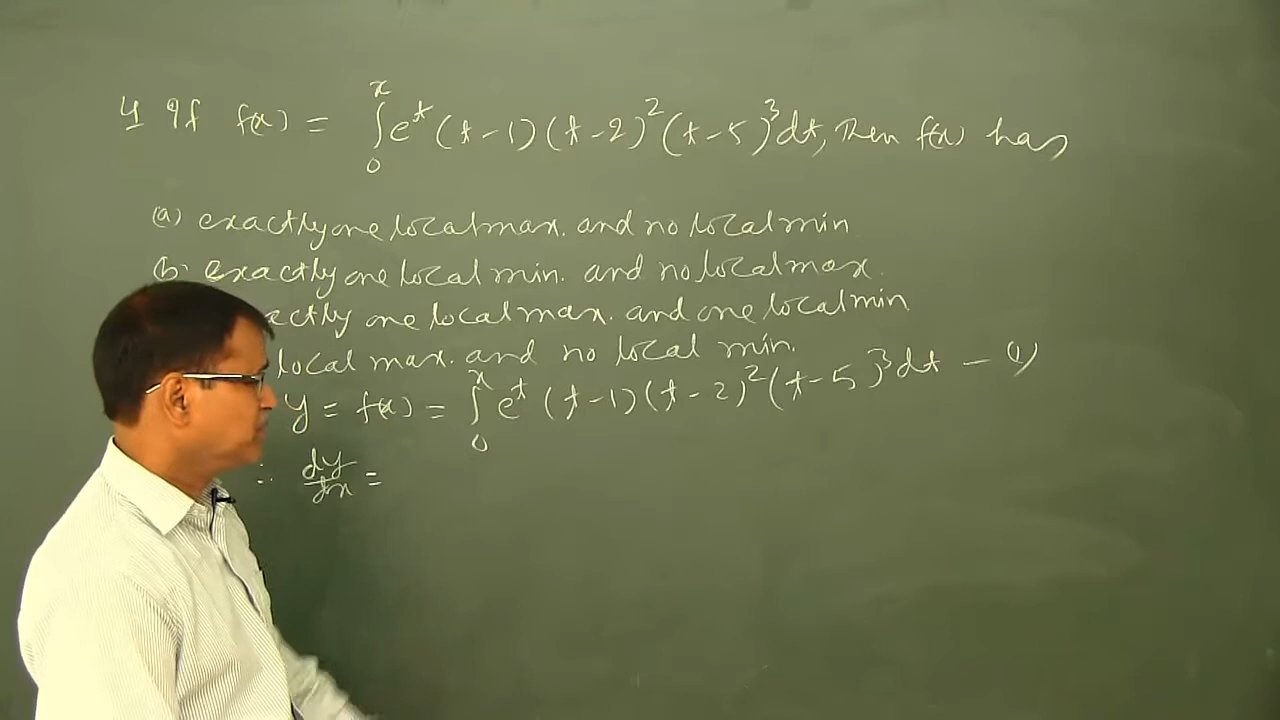 4 If f(x) = ∫₀ˣ eᵗ (t-1)(t-2)² (t-5)³ dt, Then f(x) has
(a) exactly one local max. and no local min
(b. exactly one local min. and no local max.
actly one local max. and one local min
local max. and no local min.
y = f(x) = ∫₀ˣ eᵗ (t-1)(t-2)² (t-5)³ dt — (1)
∴ dy/dx =